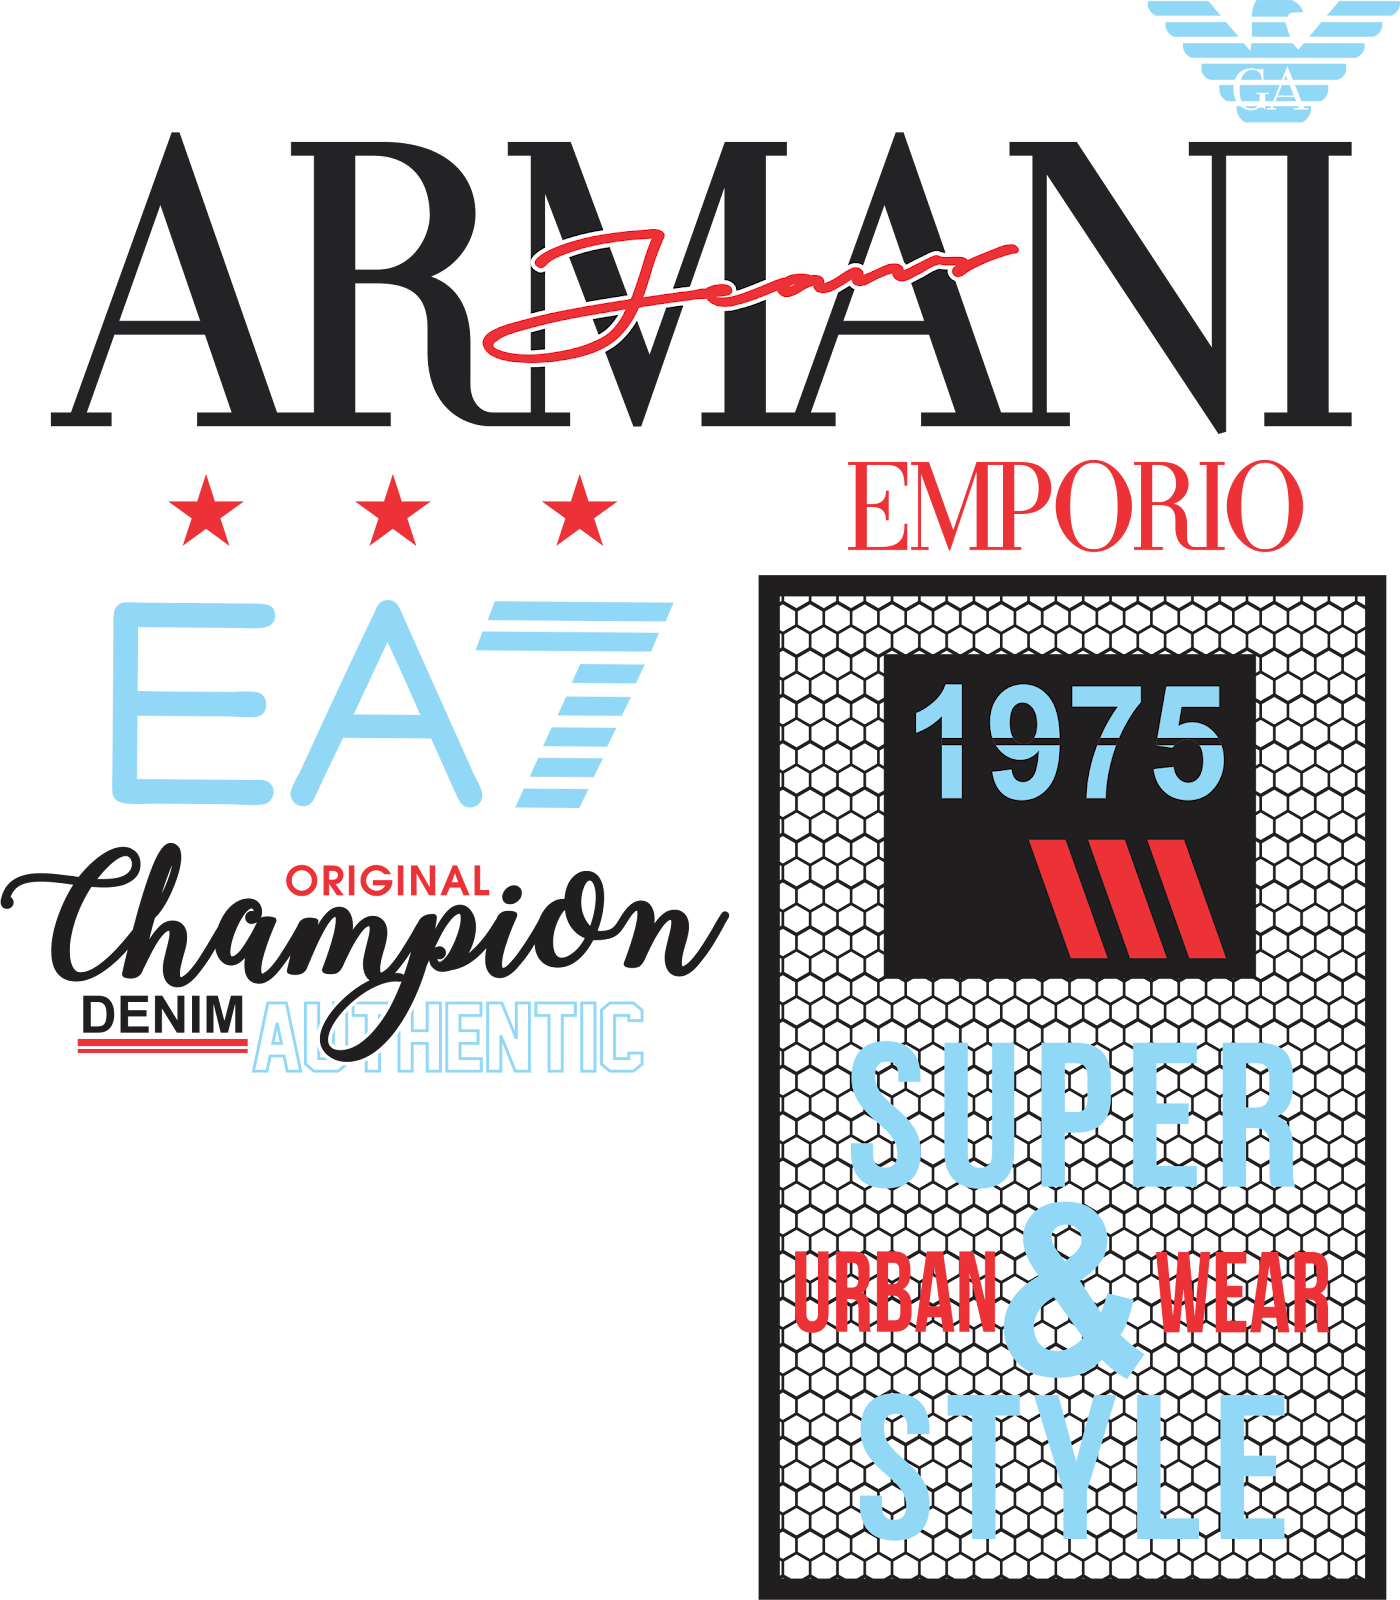 GA
ARMANI
Jeans
EMPORIO
EA7
ORIGINAL
Champion
DENIM AUTHENTIC
1975
SUPER
URBAN & WEAR
STYLE